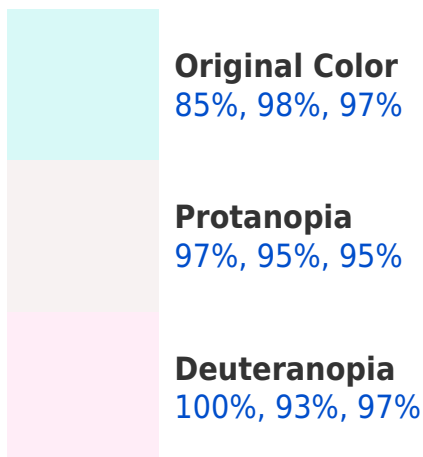 Original Color
85%, 98%, 97%
Protanopia
97%, 95%, 95%
Deuteranopia
100%, 93%, 97%